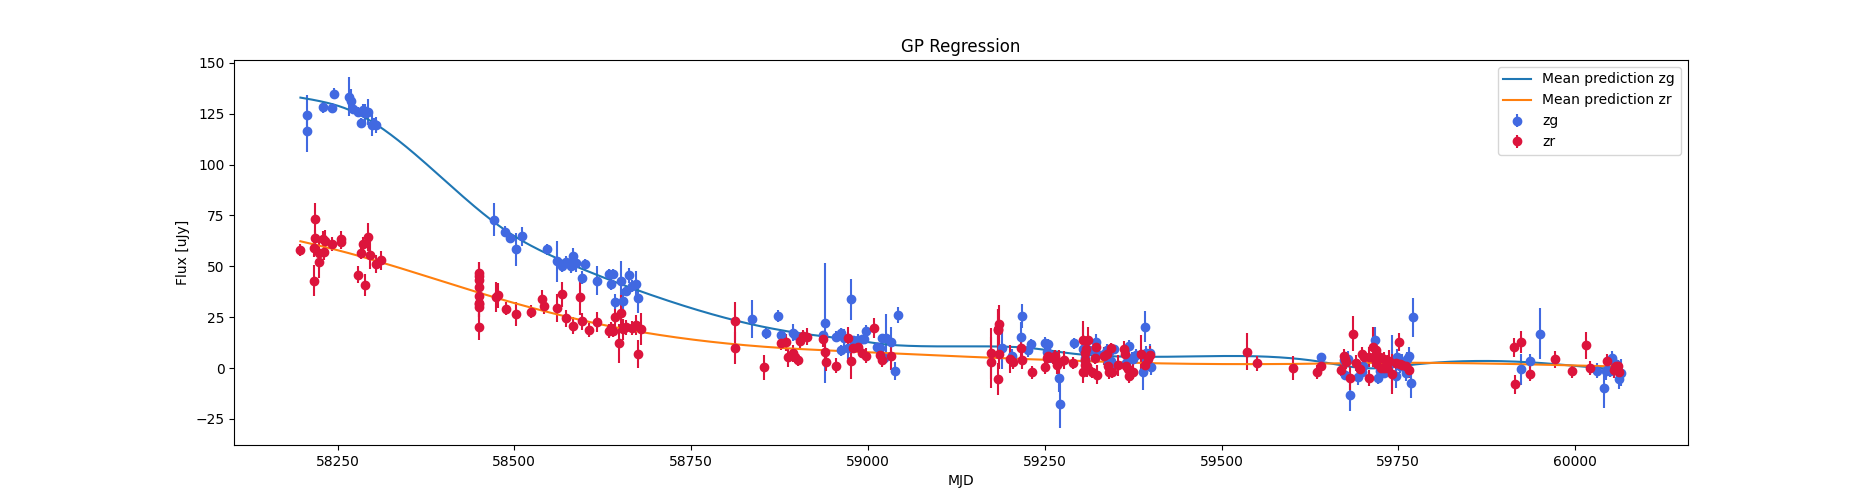 GP Regression
150
125
100
75
50
25
0
−25
Flux [uJy]
58250
58500
58750
59000
59250
59500
59750
60000
MJD
Mean prediction zg
Mean prediction zr
zg
zr